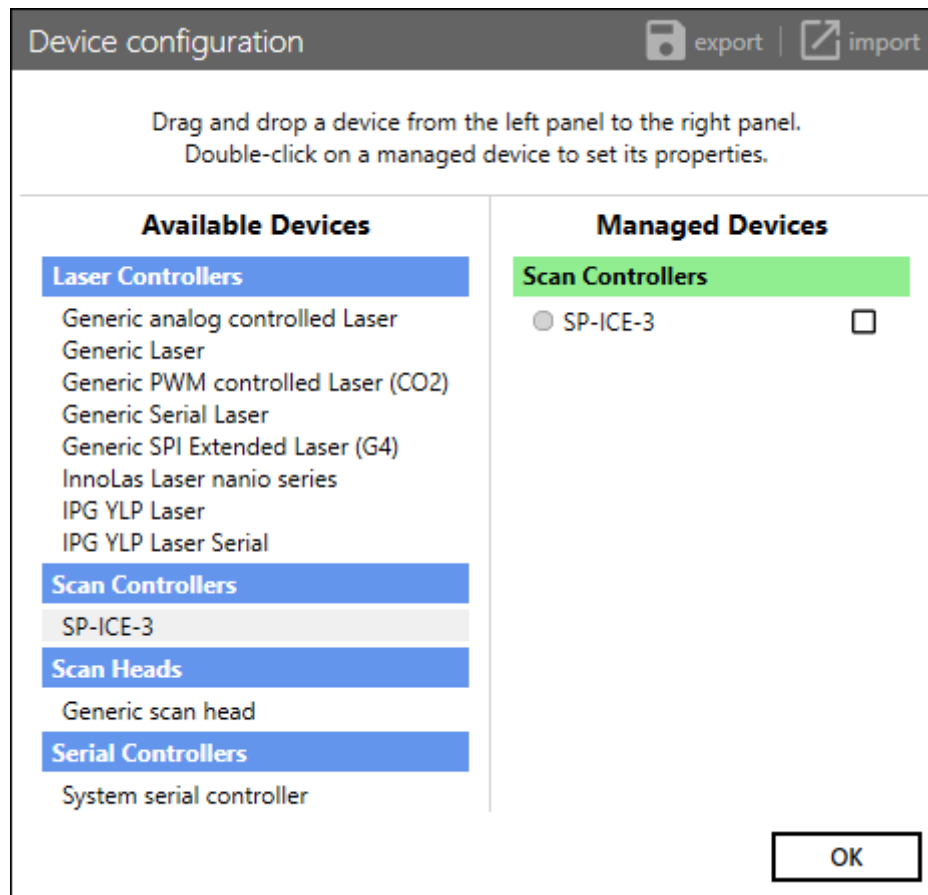 Device configuration
export | import
Drag and drop a device from the left panel to the right panel.
Double-click on a managed device to set its properties.
Available Devices
Laser Controllers
Generic analog controlled Laser
Generic Laser
Generic PWM controlled Laser (CO2)
Generic Serial Laser
Generic SPI Extended Laser (G4)
InnoLas Laser nanio series
IPG YLP Laser
IPG YLP Laser Serial
Scan Controllers
SP-ICE-3
Scan Heads
Generic scan head
Serial Controllers
System serial controller
Managed Devices
Scan Controllers
SP-ICE-3
OK